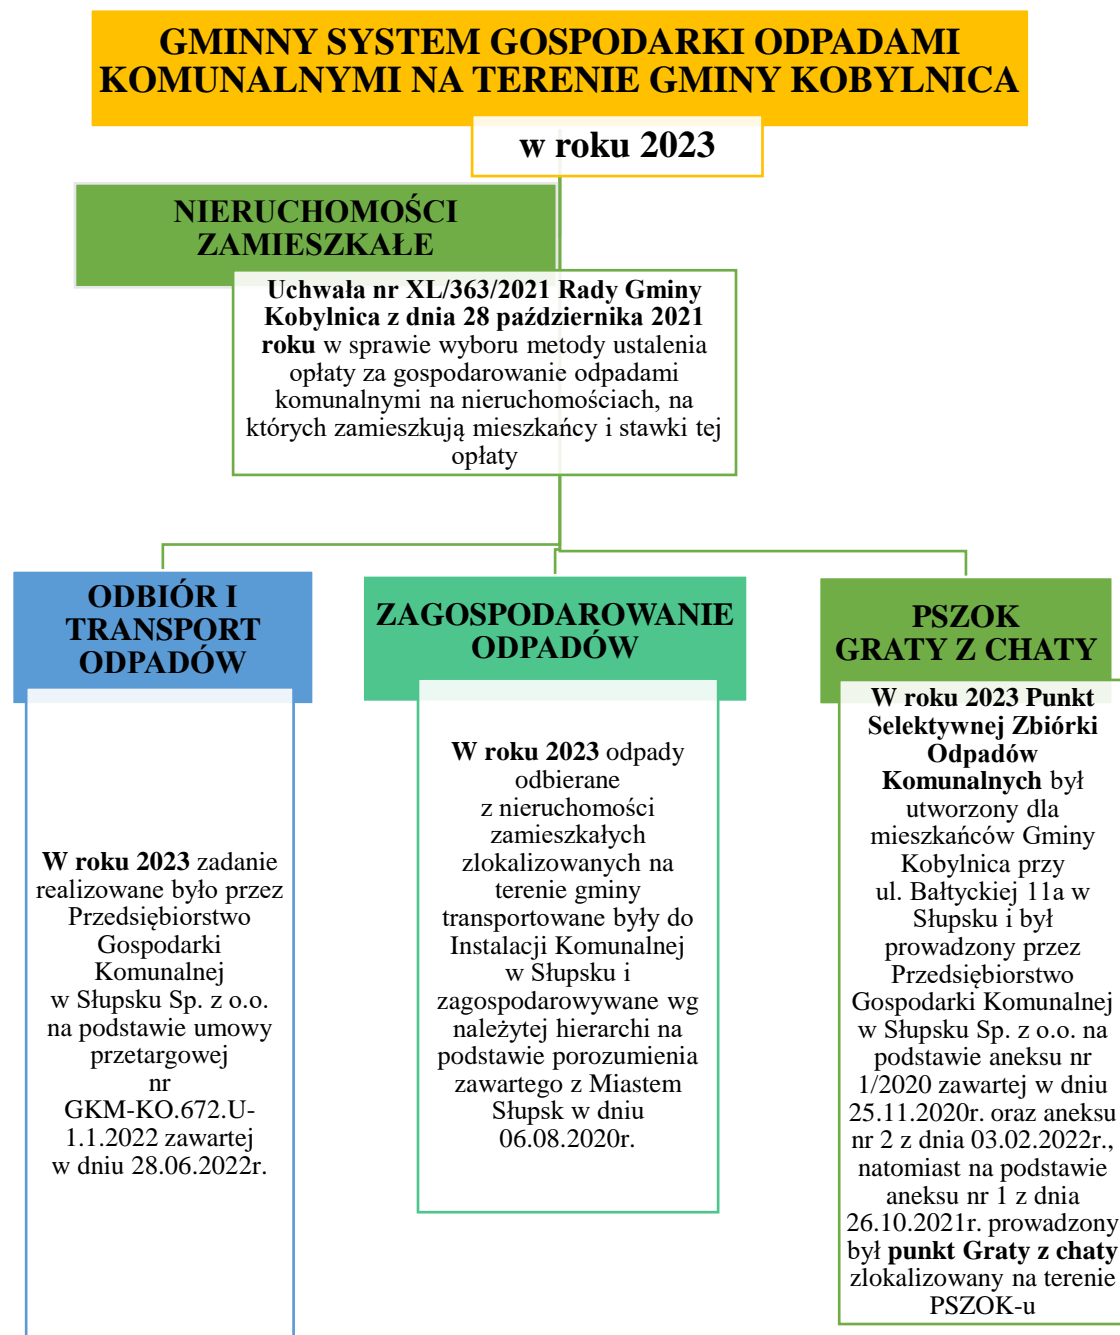 GMINNY SYSTEM GOSPODARKI ODPADAMI
KOMUNALNYMI NA TERENIE GMINY KOBYLNICA
w roku 2023
NIERUCHOMOŚCI
ZAMIESZKAŁE
Uchwała nr XL/363/2021 Rady Gminy
Kobylnica z dnia 28 października 2021
roku w sprawie wyboru metody ustalenia
opłaty za gospodarowanie odpadami
komunalnymi na nieruchomościach, na
których zamieszkują mieszkańcy i stawki tej
opłaty
ODBIÓR I
TRANSPORT
ODPADÓW
W roku 2023 zadanie
realizowane było przez
Przedsiębiorstwo
Gospodarki
Komunalnej
w Słupsku Sp. z o.o.
na podstawie umowy
przetargowej
nr
GKM-KO.672.U-
1.1.2022 zawartej
w dniu 28.06.2022r.
ZAGOSPODAROWANIE
ODPADÓW
W roku 2023 odpady
odbierane
z nieruchomości
zamieszkałych
zlokalizowanych na
terenie gminy
transportowane były do
Instalacji Komunalnej
w Słupsku i
zagospodarowywane wg
należytej hierarchi na
podstawie porozumienia
zawartego z Miastem
Słupsk w dniu
06.08.2020r.
PSZOK
GRATY Z CHATY
W roku 2023 Punkt
Selektywnej Zbiórki
Odpadów
Komunalnych był
utworzony dla
mieszkańców Gminy
Kobylnica przy
ul. Bałtyckiej 11a w
Słupsku i był
prowadzony przez
Przedsiębiorstwo
Gospodarki Komunalnej
w Słupsku Sp. z o.o. na
podstawie aneksu nr
1/2020 zawartej w dniu
25.11.2020r. oraz aneksu
nr 2 z dnia 03.02.2022r.,
natomiast na podstawie
aneksu nr 1 z dnia
26.10.2021r. prowadzony
był punkt Graty z chaty
zlokalizowany na terenie
PSZOK-u